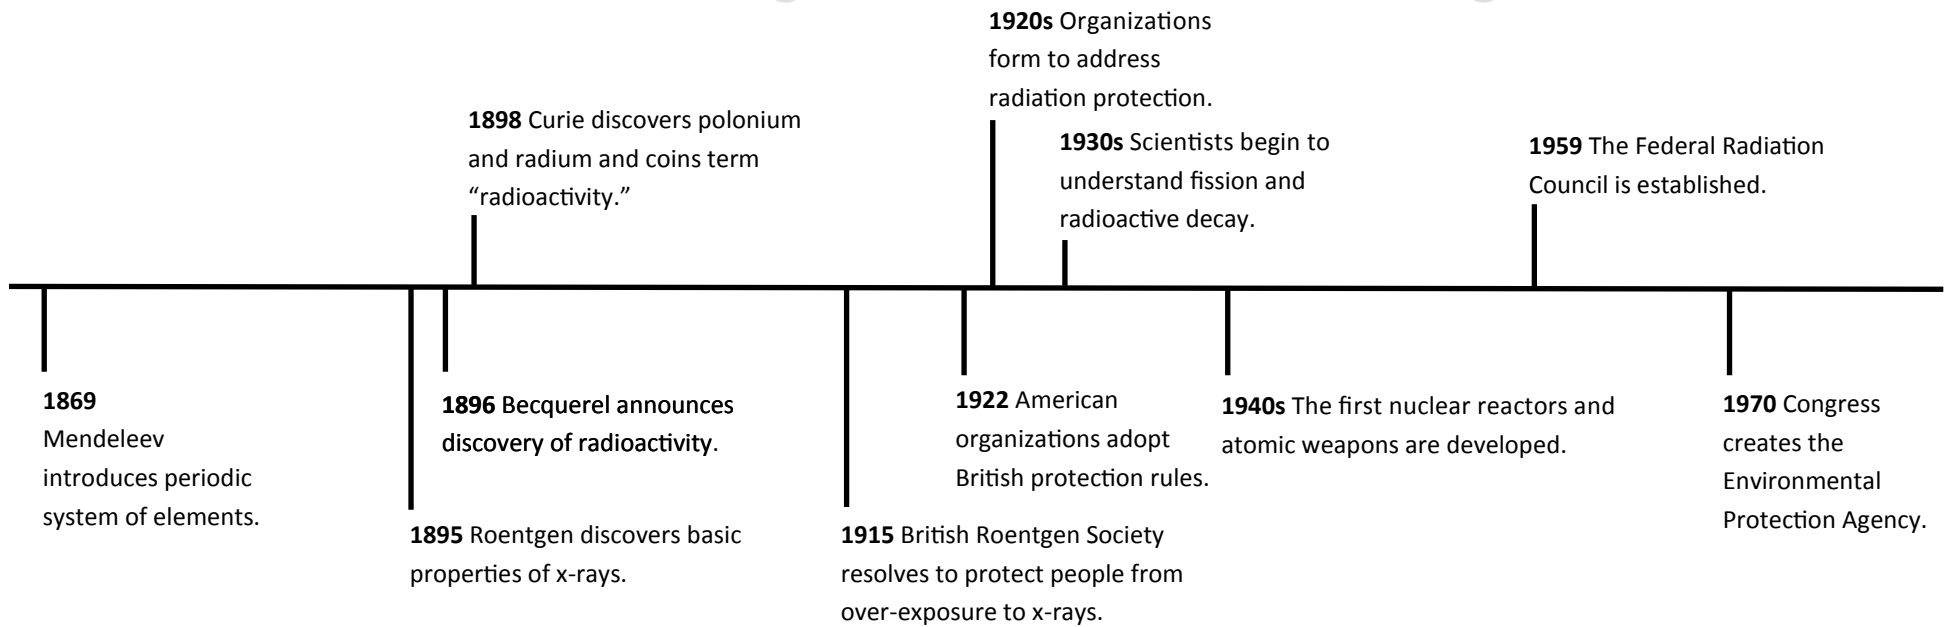 1920s Organizations
form to address
radiation protection.
1898 Curie discovers polonium
and radium and coins term
“radioactivity.”
1930s Scientists begin to
understand fission and
radioactive decay.
1959 The Federal Radiation
Council is established.
1869
Mendeleev
introduces periodic
system of elements.
1896 Becquerel announces
discovery of radioactivity.
1922 American
organizations adopt
British protection rules.
1940s The first nuclear reactors and
atomic weapons are developed.
1970 Congress
creates the
Environmental
Protection Agency.
1895 Roentgen discovers basic
properties of x-rays.
1915 British Roentgen Society
resolves to protect people from
over-exposure to x-rays.